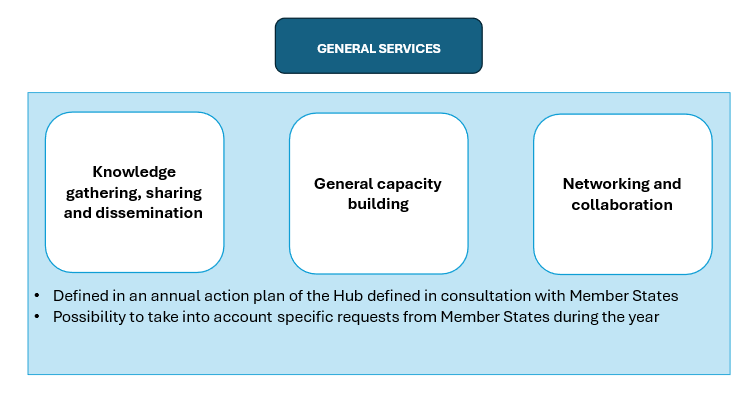 GENERAL SERVICES
Knowledge
gathering, sharing
and dissemination
General capacity
building
Networking and
collaboration
• Defined in an annual action plan of the Hub defined in consultation with Member States
• Possibility to take into account specific requests from Member States during the year